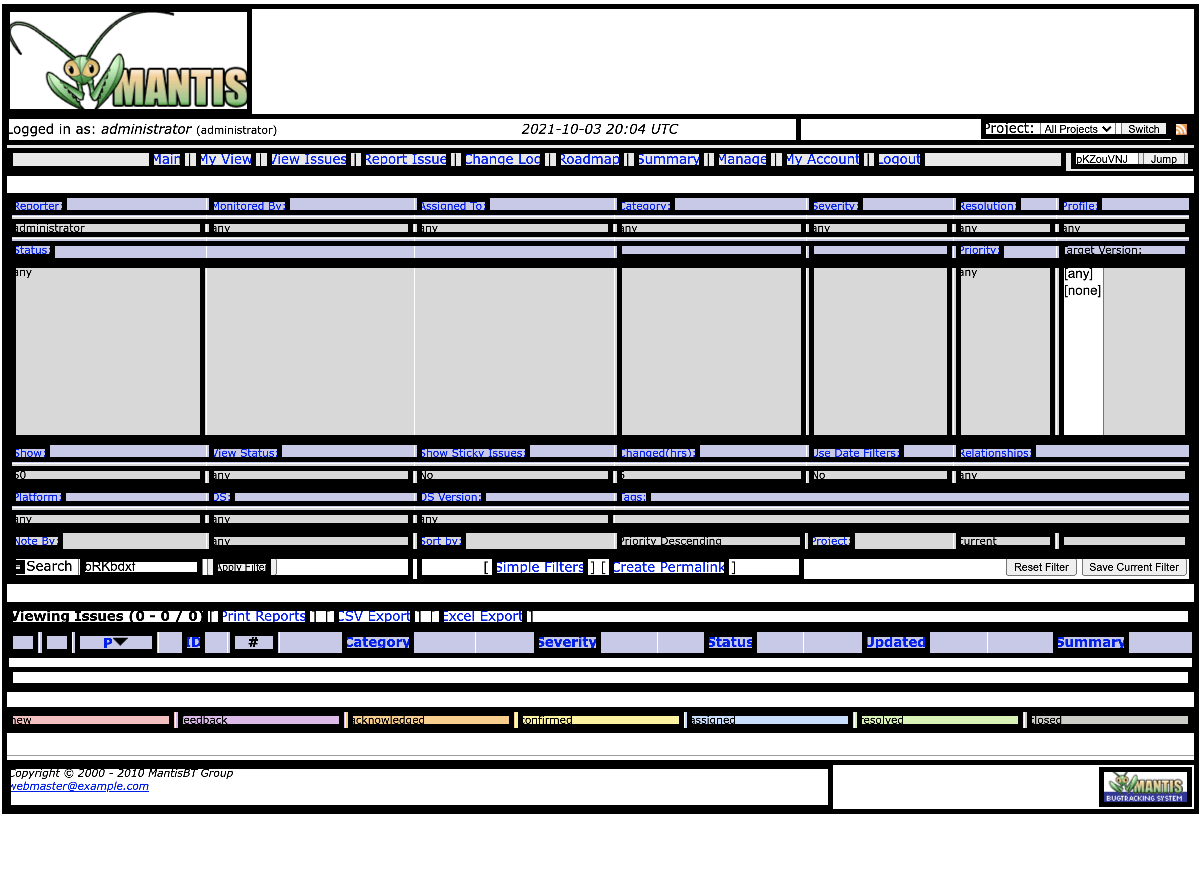 MANTIS
Logged in as: administrator (administrator) 2021-10-03 20:04 UTC Project: All Projects Switch
Main My View View Issues Report Issue Change Log Roadmap Summary Manage My Account Logout pKZouVNJ Jump
Reporter: Monitored By: Assigned To: Category: Severity: Resolution: Profile:
administrator any any any any any any
Status: Priority: Target Version:
any any [any]
[none]
Show: View Status: Show Sticky Issues: Changed(hrs): Use Date Filters: Relationships:
50 any No 6 No any
Platform: OS: OS Version: Tags:
any any any
Note By: any Sort by: Priority Descending Project: current
Search pRKbdxf Apply Filter [ Simple Filters ] [ Create Permalink ] Reset Filter Save Current Filter
Viewing Issues (0 - 0 / 0) [ Print Reports ] [ CSV Export ] [ Excel Export ]
P ID # Category Severity Status Updated Summary
new feedback acknowledged confirmed assigned resolved closed
Copyright © 2000 - 2010 MantisBT Group
webmaster@example.com
MANTIS
BUGTRACKING SYSTEM